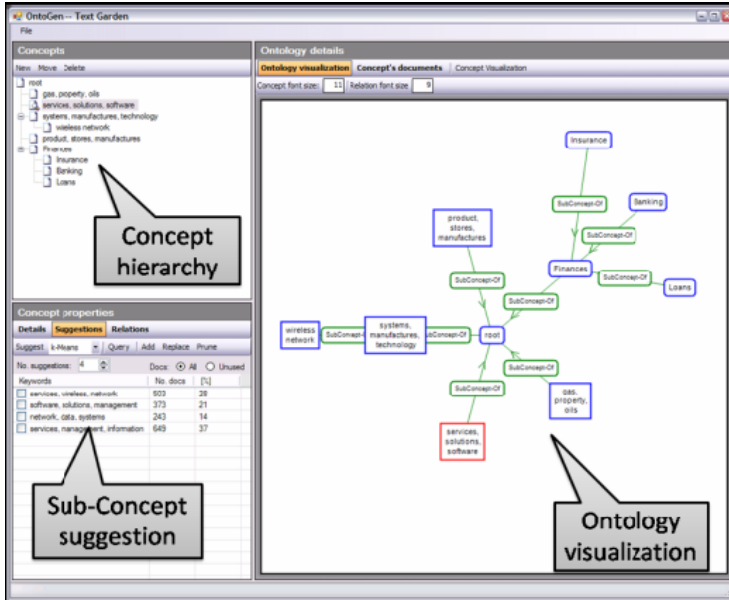 OntoGen -- Text Garden
File
Concepts
New Move Delete
root
gas, poperty, oils
services, solutions, software
systems, manufactures, technology
wieless network
product, stores, manufactures
Finances
Insurance
Banking
Loans
Concept
hierarchy
Concept properties
Details Suggestions Relations
Suggest: k-Means Query Add Replace Prune
No. suggestions: 4 Docs: All Unused
Keywords No. docs [%]
services, wireless, network 503 28
software, solutions, management 373 21
network, data, systems 243 14
services, management, information 649 37
Sub-Concept
suggestion
Ontology details
Ontology visualization Concept's documents Concept Visualization
Concept font size: 11 Relation font size 9
Insurance
SubConcept-Of
Banking
SubConcept-Of
product,
stores,
manufactures
Finances
SubConcept-Of
Loans
SubConcept-Of
SubConcept-Of
wireless
network
SubConcept-
systems,
manufactures,
technology
ubConcept-Of
root
SubConcept-Of
SubConcept-Of
gas,
property,
oils
services,
solutions,
software
Ontology
visualization